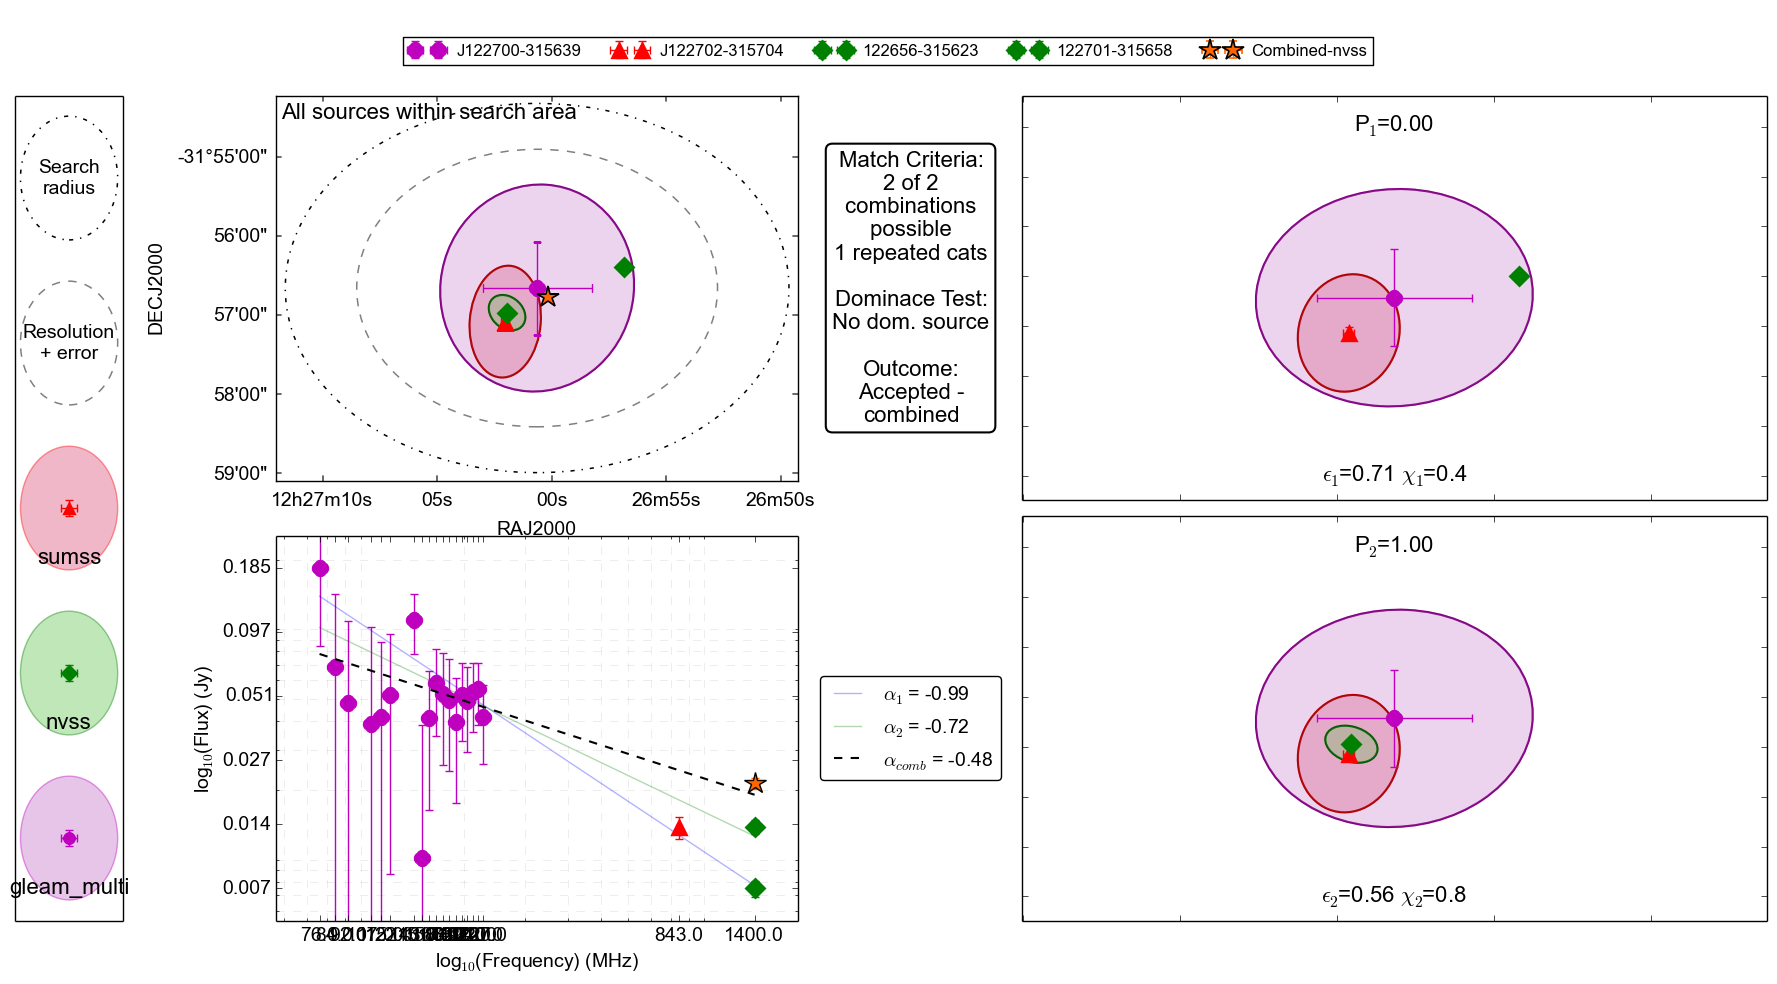 J122700-315639
J122702-315704
122656-315623
122701-315658
Combined-nvss
Search
radius
Resolution
+ error
sumss
nvss
gleam_multi
All sources within search area
DECJ2000
-31°55'00"
56'00"
57'00"
58'00"
59'00"
12h27m10s
05s
00s
26m55s
26m50s
RAJ2000
Match Criteria:
2 of 2
combinations
possible
1 repeated cats
Dominace Test:
No dom. source
Outcome:
Accepted -
combined
P₁=0.00
ϵ₁=0.71 χ₁=0.4
P₂=1.00
ϵ₂=0.56 χ₂=0.8
log₁₀(Flux) (Jy)
0.185
0.097
0.051
0.027
0.014
0.007
843.0
1400.0
log₁₀(Frequency) (MHz)
α₁ = -0.99
α₂ = -0.72
α_comb = -0.48